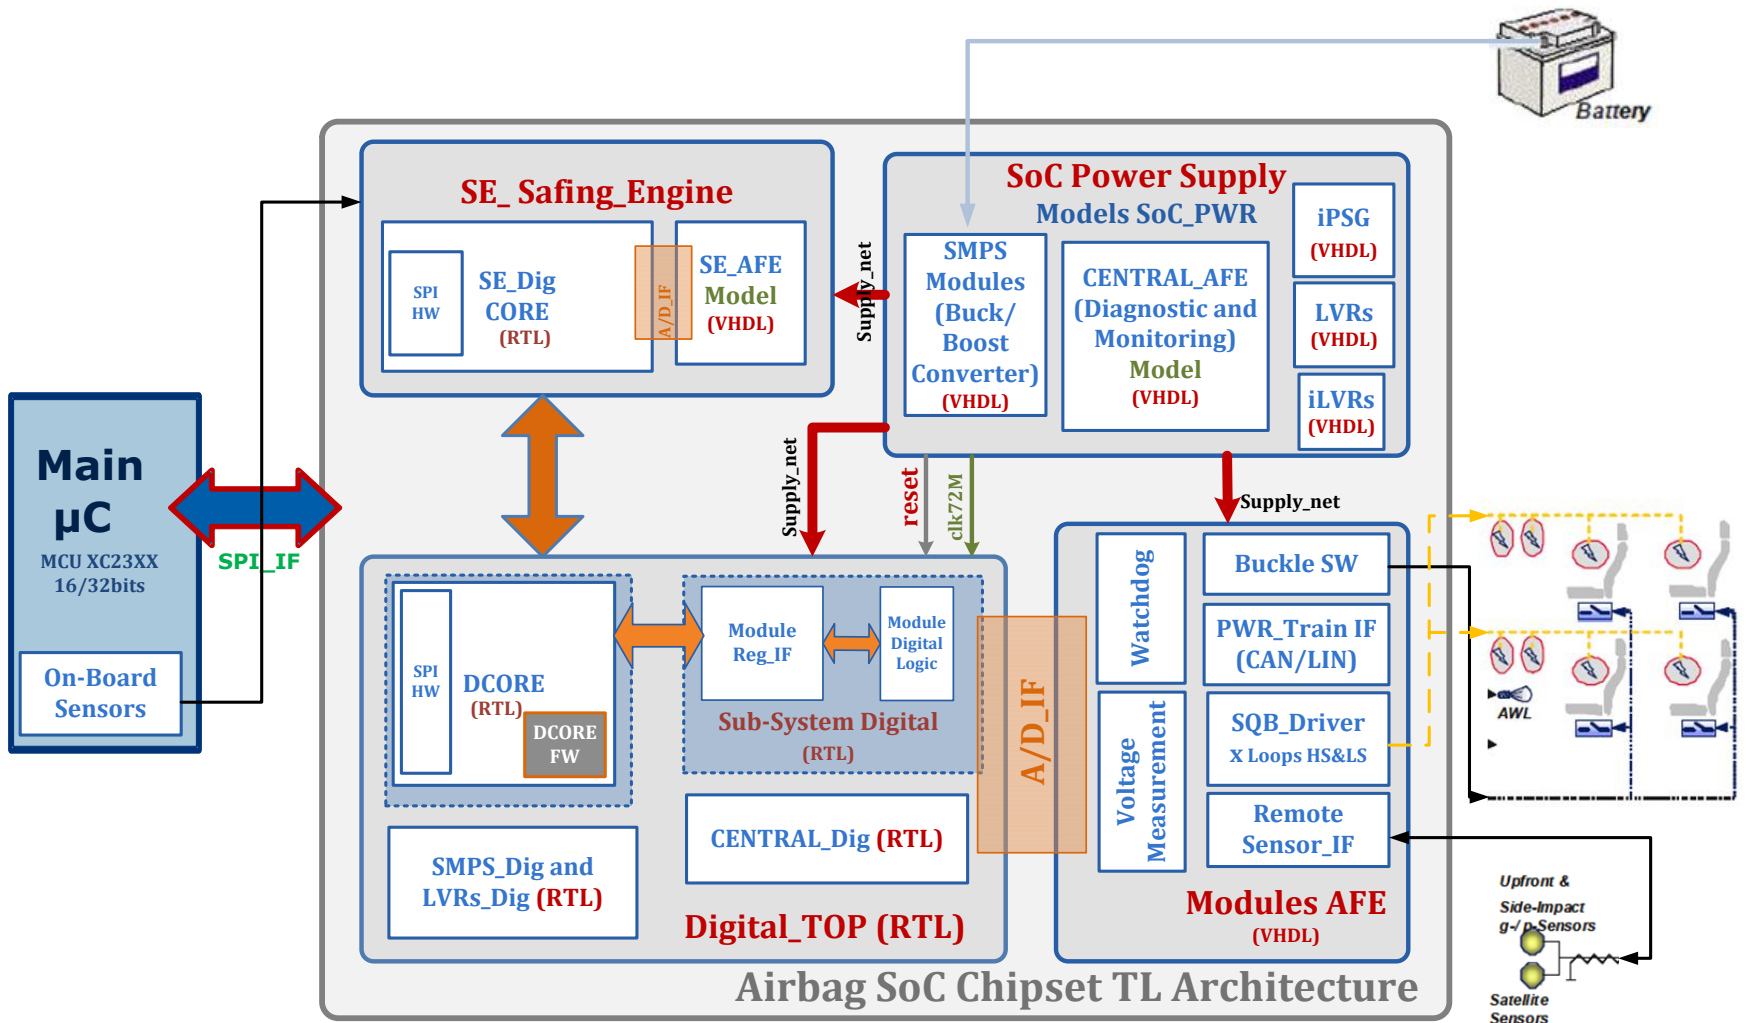 Battery
SE_ Safing_Engine
SPI
HW
SE_Dig
CORE
(RTL)
A/D_IF
SE_AFE
Model
(VHDL)
Supply_net
SoC Power Supply
Models SoC_PWR
SMPS
Modules
(Buck/
Boost
Converter)
(VHDL)
CENTRAL_AFE
(Diagnostic and
Monitoring)
Model
(VHDL)
iPSG
(VHDL)
LVRs
(VHDL)
iLVRs
(VHDL)
Main
µC
MCU XC23XX
16/32bits
On-Board
Sensors
SPI_IF
Supply_net
reset
clk72M
Supply_net
SPI
HW
DCORE
(RTL)
DCORE
FW
Module
Reg_IF
Module
Digital
Logic
Sub-System Digital
(RTL)
SMPS_Dig and
LVRs_Dig (RTL)
CENTRAL_Dig (RTL)
Digital_TOP (RTL)
A/D_IF
Watchdog
Voltage
Measurement
Buckle SW
PWR_Train IF
(CAN/LIN)
SQB_Driver
X Loops HS&LS
Remote
Sensor_IF
Modules AFE
(VHDL)
AWL
Upfront &
Side-Impact
g-/ p-Sensors
Satellite
Sensors
Airbag SoC Chipset TL Architecture